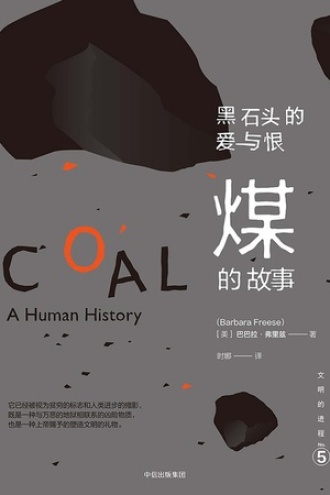 黑石头的
爱与恨
煤
的故事
COAL
A Human History
(Barbara Freese)
[美] 巴巴拉·弗里兹 —— 著
时娜 —— 译
它已经被视为贫穷的标志和人类进步的缩影，
既是一种与万恶的地狱相联系的凶险物质，
也是一种上帝赐予的塑造文明的礼物。
文明的进程 No. 5
中信出版集团